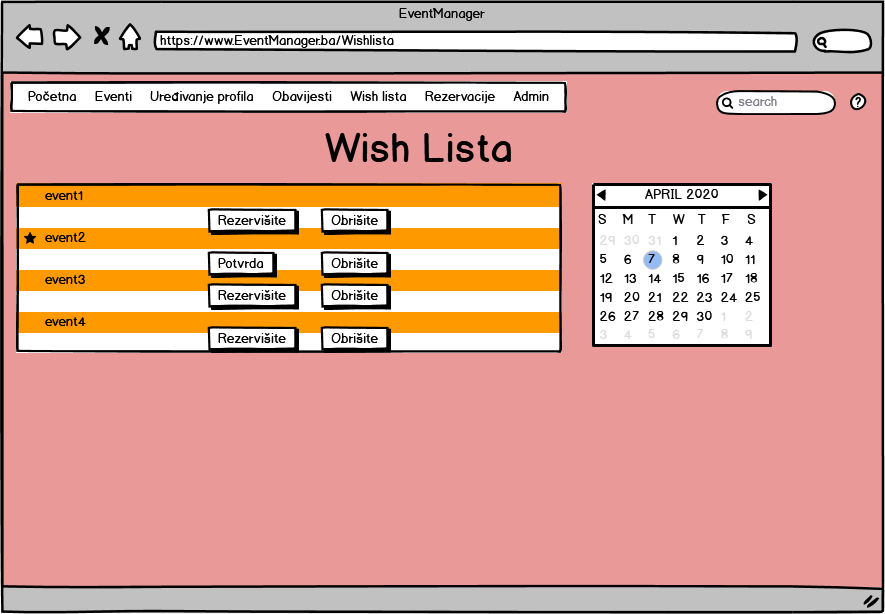 EventManager
https://www.EventManager.ba/Wishlista
Početna Eventi Uređivanje profila Obavijesti Wish lista Rezervacije Admin
search ?
Wish Lista
event1
Rezervišite Obrišite
event2
Potvrda Obrišite
event3
Rezervišite Obrišite
event4
Rezervišite Obrišite
APRIL 2020
S M T W T F S
29 30 31 1 2 3 4
5 6 7 8 9 10 11
12 13 14 15 16 17 18
19 20 21 22 23 24 25
26 27 28 29 30 1 2
3 4 5 6 7 8 9